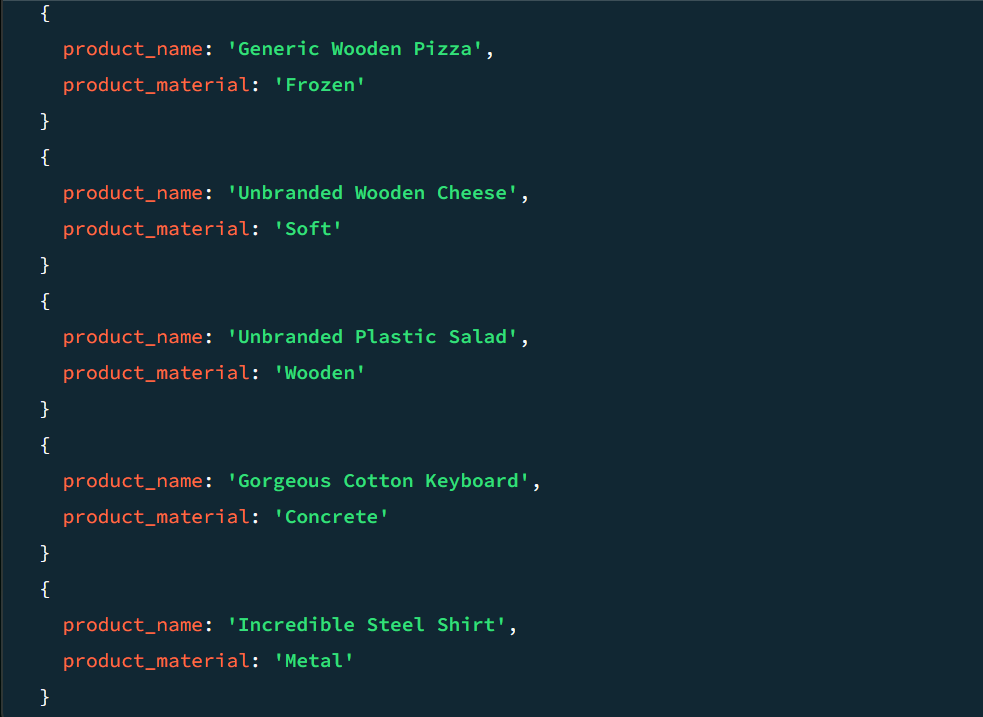 {
product_name: 'Generic Wooden Pizza',
product_material: 'Frozen'
}
{
product_name: 'Unbranded Wooden Cheese',
product_material: 'Soft'
}
{
product_name: 'Unbranded Plastic Salad',
product_material: 'Wooden'
}
{
product_name: 'Gorgeous Cotton Keyboard',
product_material: 'Concrete'
}
{
product_name: 'Incredible Steel Shirt',
product_material: 'Metal'
}